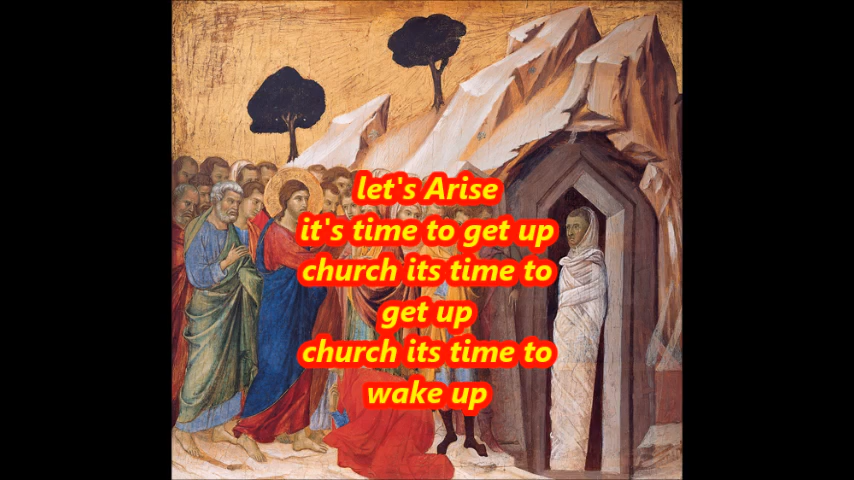 let's Arise
it's time to get up
church its time to
get up
church its time to
wake up